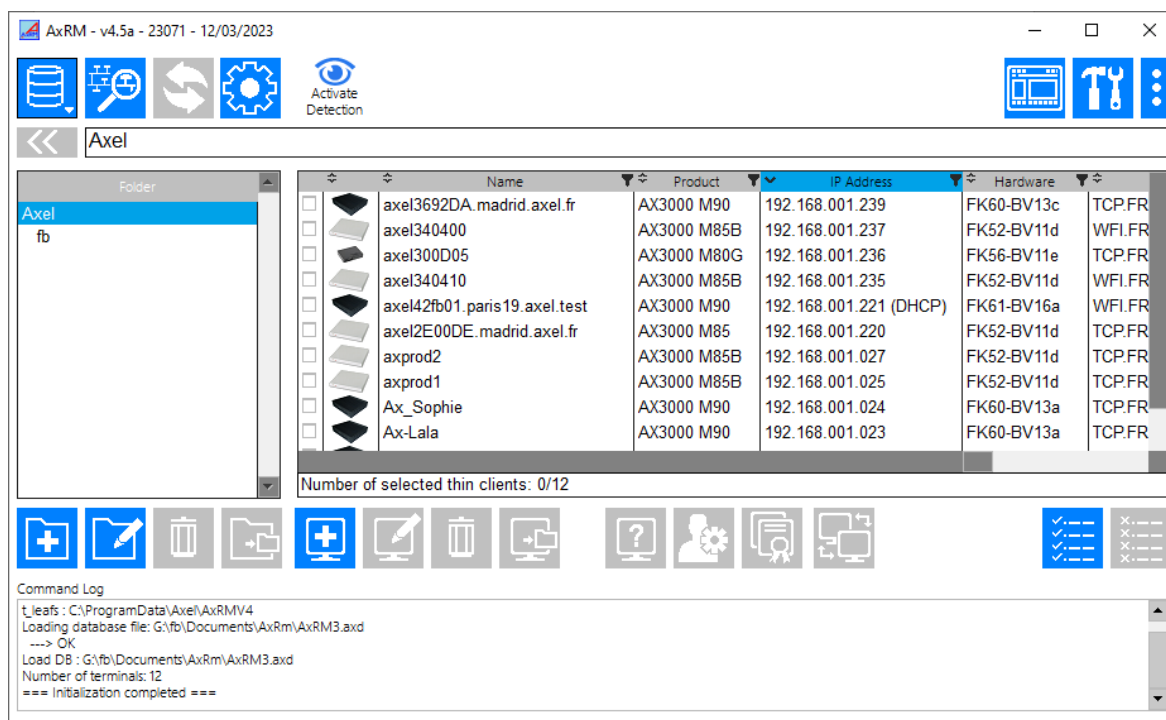 AxRM - v4.5a - 23071 - 12/03/2023
Activate
Detection
Axel
Folder
Axel
fb
Name Product IP Address Hardware
axel3692DA.madrid.axel.fr AX3000 M90 192.168.001.239 FK60-BV13c TCP.FR
axel340400 AX3000 M85B 192.168.001.237 FK52-BV11d WFI.FR
axel300D05 AX3000 M80G 192.168.001.236 FK56-BV11e TCP.FR
axel340410 AX3000 M85B 192.168.001.235 FK52-BV11d WFI.FR
axel42fb01.paris19.axel.test AX3000 M90 192.168.001.221 (DHCP) FK61-BV16a WFI.FR
axel2E00DE.madrid.axel.fr AX3000 M85 192.168.001.220 FK52-BV11d TCP.FR
axprod2 AX3000 M85B 192.168.001.027 FK52-BV11d TCP.FR
axprod1 AX3000 M85B 192.168.001.025 FK52-BV11d TCP.FR
Ax_Sophie AX3000 M90 192.168.001.024 FK60-BV13a TCP.FR
Ax-Lala AX3000 M90 192.168.001.023 FK60-BV13a TCP.FR
Number of selected thin clients: 0/12
Command Log
t_leafs : C:\ProgramData\Axel\AxRMV4
Loading database file: G:\fb\Documents\AxRm\AxRM3.axd
---> OK
Load DB : G:\fb\Documents\AxRm\AxRM3.axd
Number of terminals: 12
=== Initialization completed ===